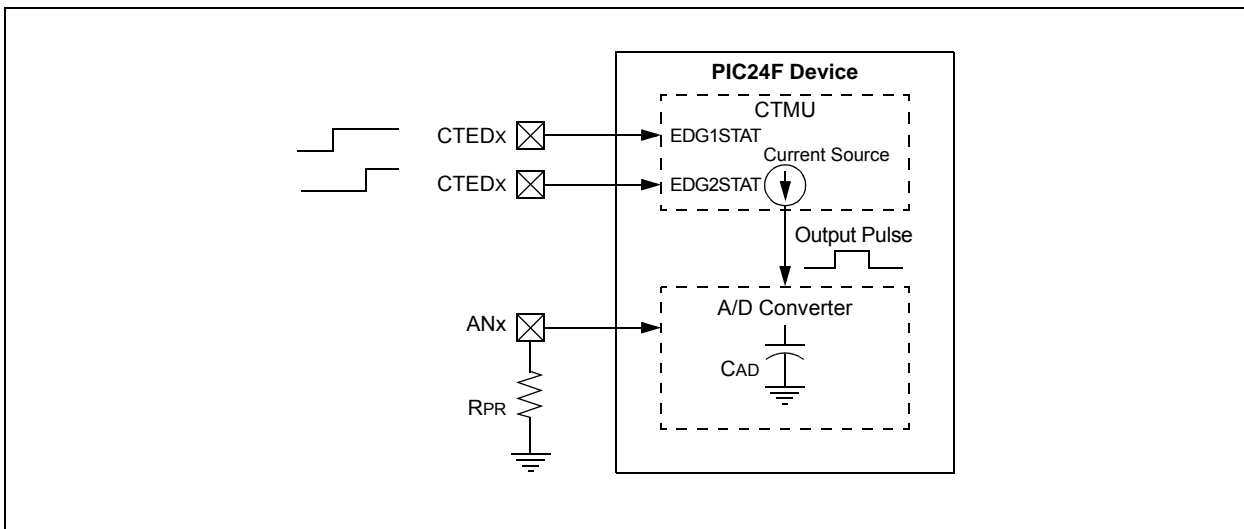 PIC24F Device
CTMU
CTEDx
EDG1STAT
Current Source
CTEDx
EDG2STAT
Output Pulse
A/D Converter
ANx
CAD
RPR